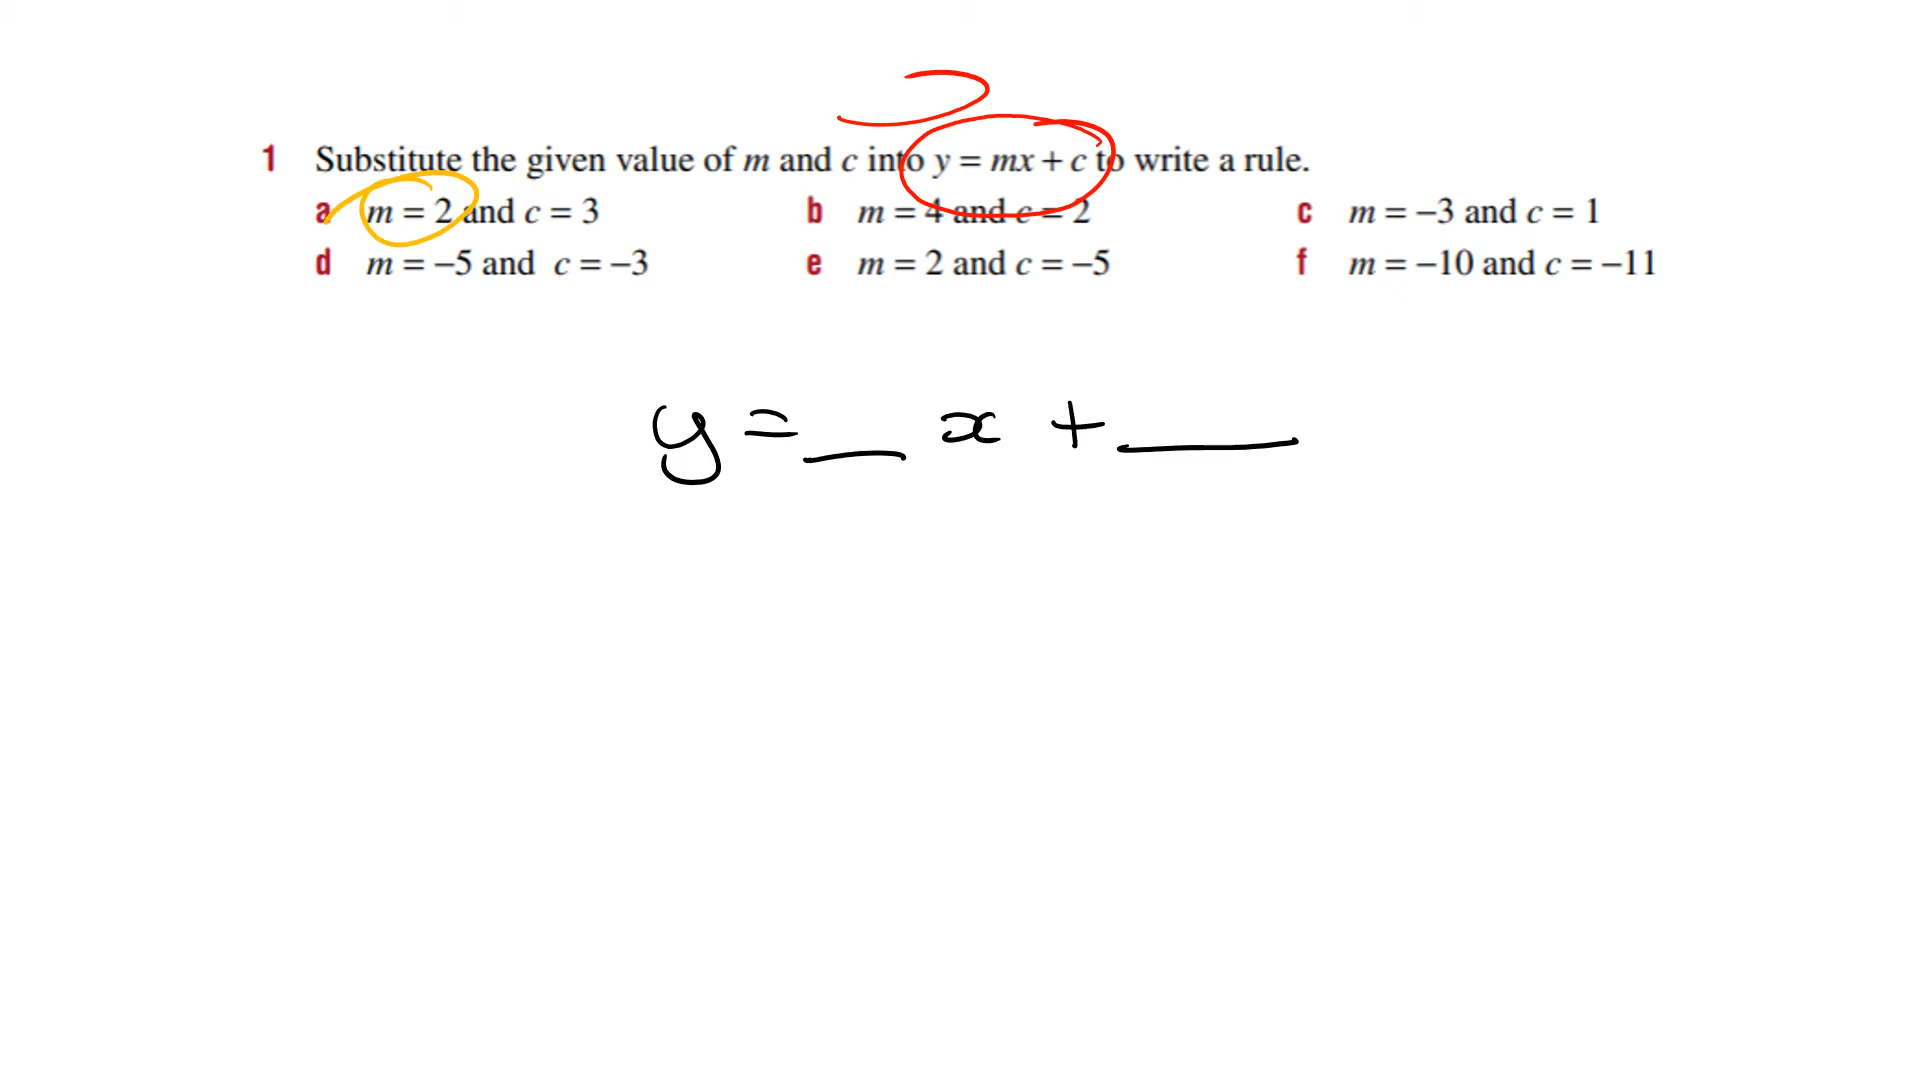 1 Substitute the given value of m and c into y = mx + c to write a rule.
a m = 2 and c = 3 b m = 4 and c = 2 c m = −3 and c = 1
d m = −5 and c = −3 e m = 2 and c = −5 f m = −10 and c = −11
y = __ x + ____